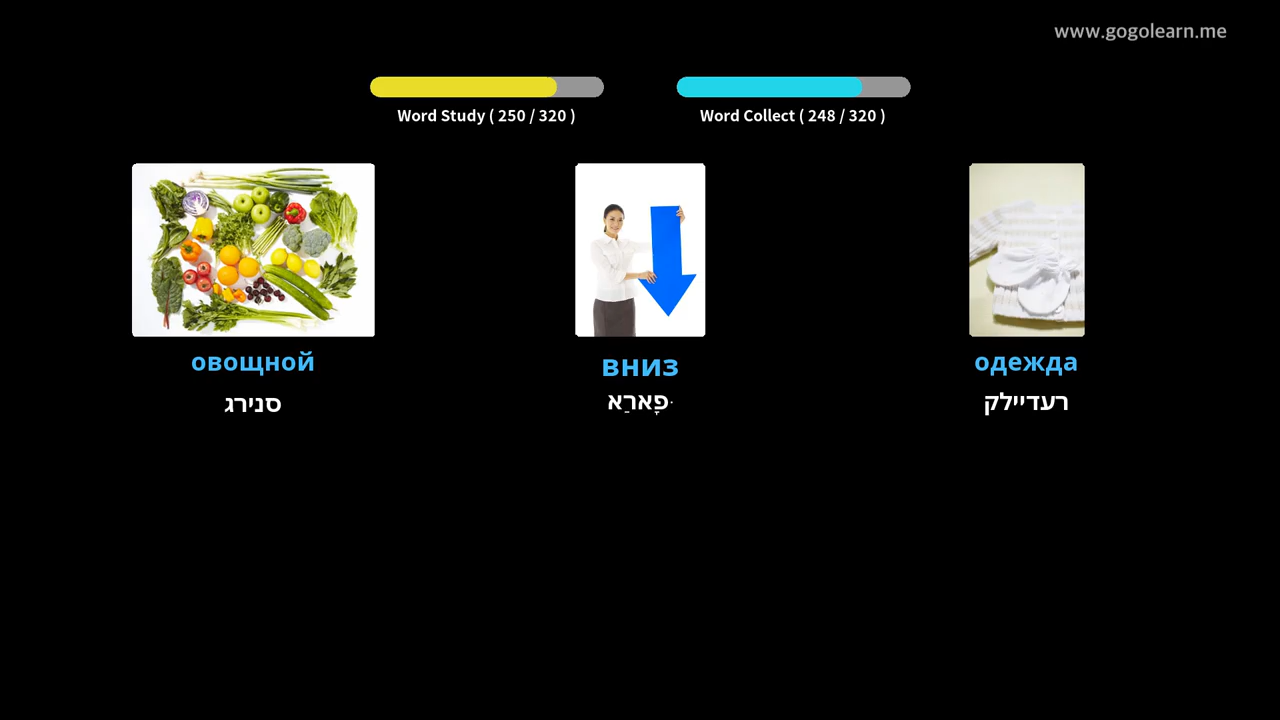 www.gogolearn.me
Word Study ( 250 / 320 )
Word Collect ( 248 / 320 )
овощной
вниз
одежда
סנירג
ּפָארַא
רעדיילק